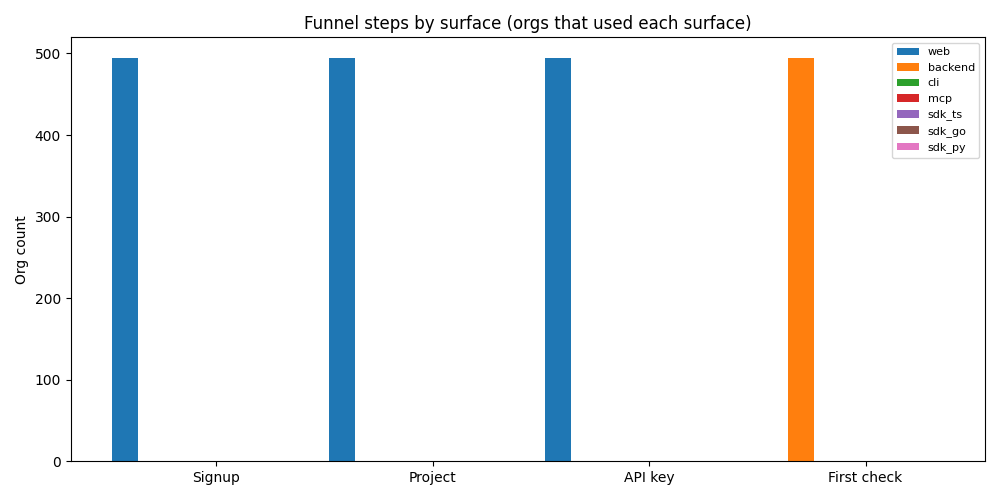 Funnel steps by surface (orgs that used each surface)
Org count
500
400
300
200
100
0
Signup
Project
API key
First check
web
backend
cli
mcp
sdk_ts
sdk_go
sdk_py